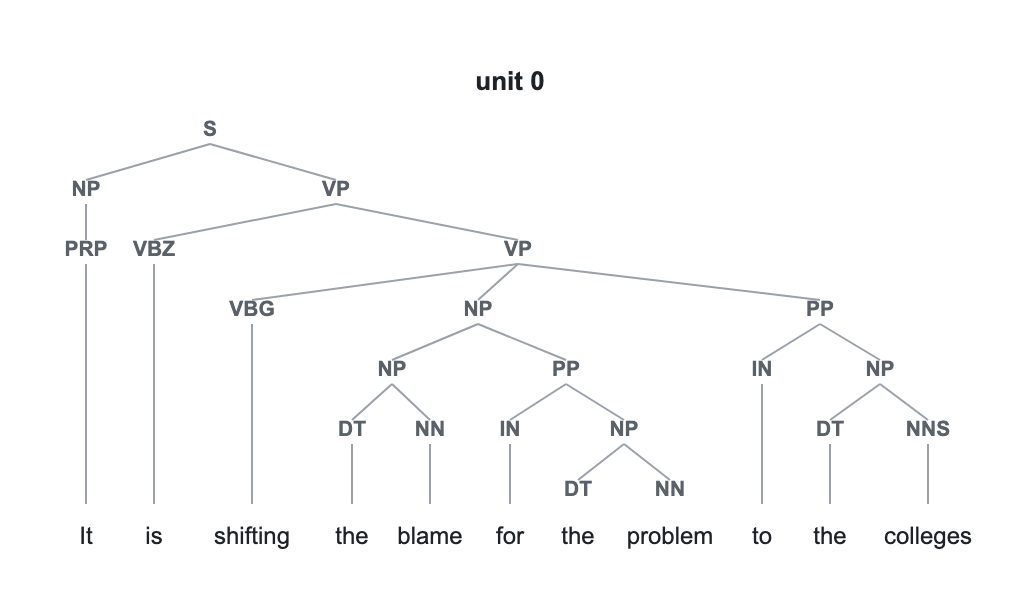 unit 0
S
NP VP
PRP VBZ VP
VBG NP PP
NP PP IN NP
DT NN IN NP DT NNS
DT NN
It is shifting the blame for the problem to the colleges